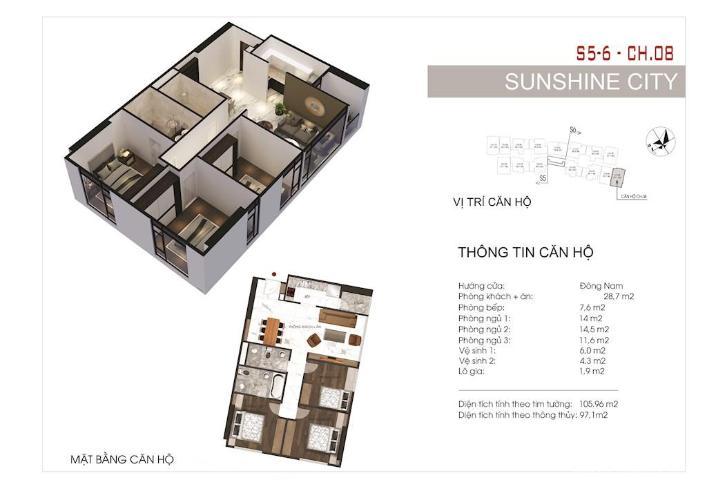 S5-6 - CH.08
SUNSHINE CITY
S6
S5
CĂN HỘ CH.08
VỊ TRÍ CĂN HỘ
THÔNG TIN CĂN HỘ
Hướng cửa: Đông Nam
Phòng khách + ăn: 28,7 m2
Phòng bếp: 7,6 m2
Phòng ngủ 1: 14 m2
Phòng ngủ 2: 14,5 m2
Phòng ngủ 3: 11,6 m2
Vệ sinh 1: 6.0 m2
Vệ sinh 2: 4.3 m2
Lô gia: 1,9 m2
Diện tích tính theo tim tường: 105,96 m2
Diện tích tính theo thông thủy: 97,1m2
MẶT BẰNG CĂN HỘ